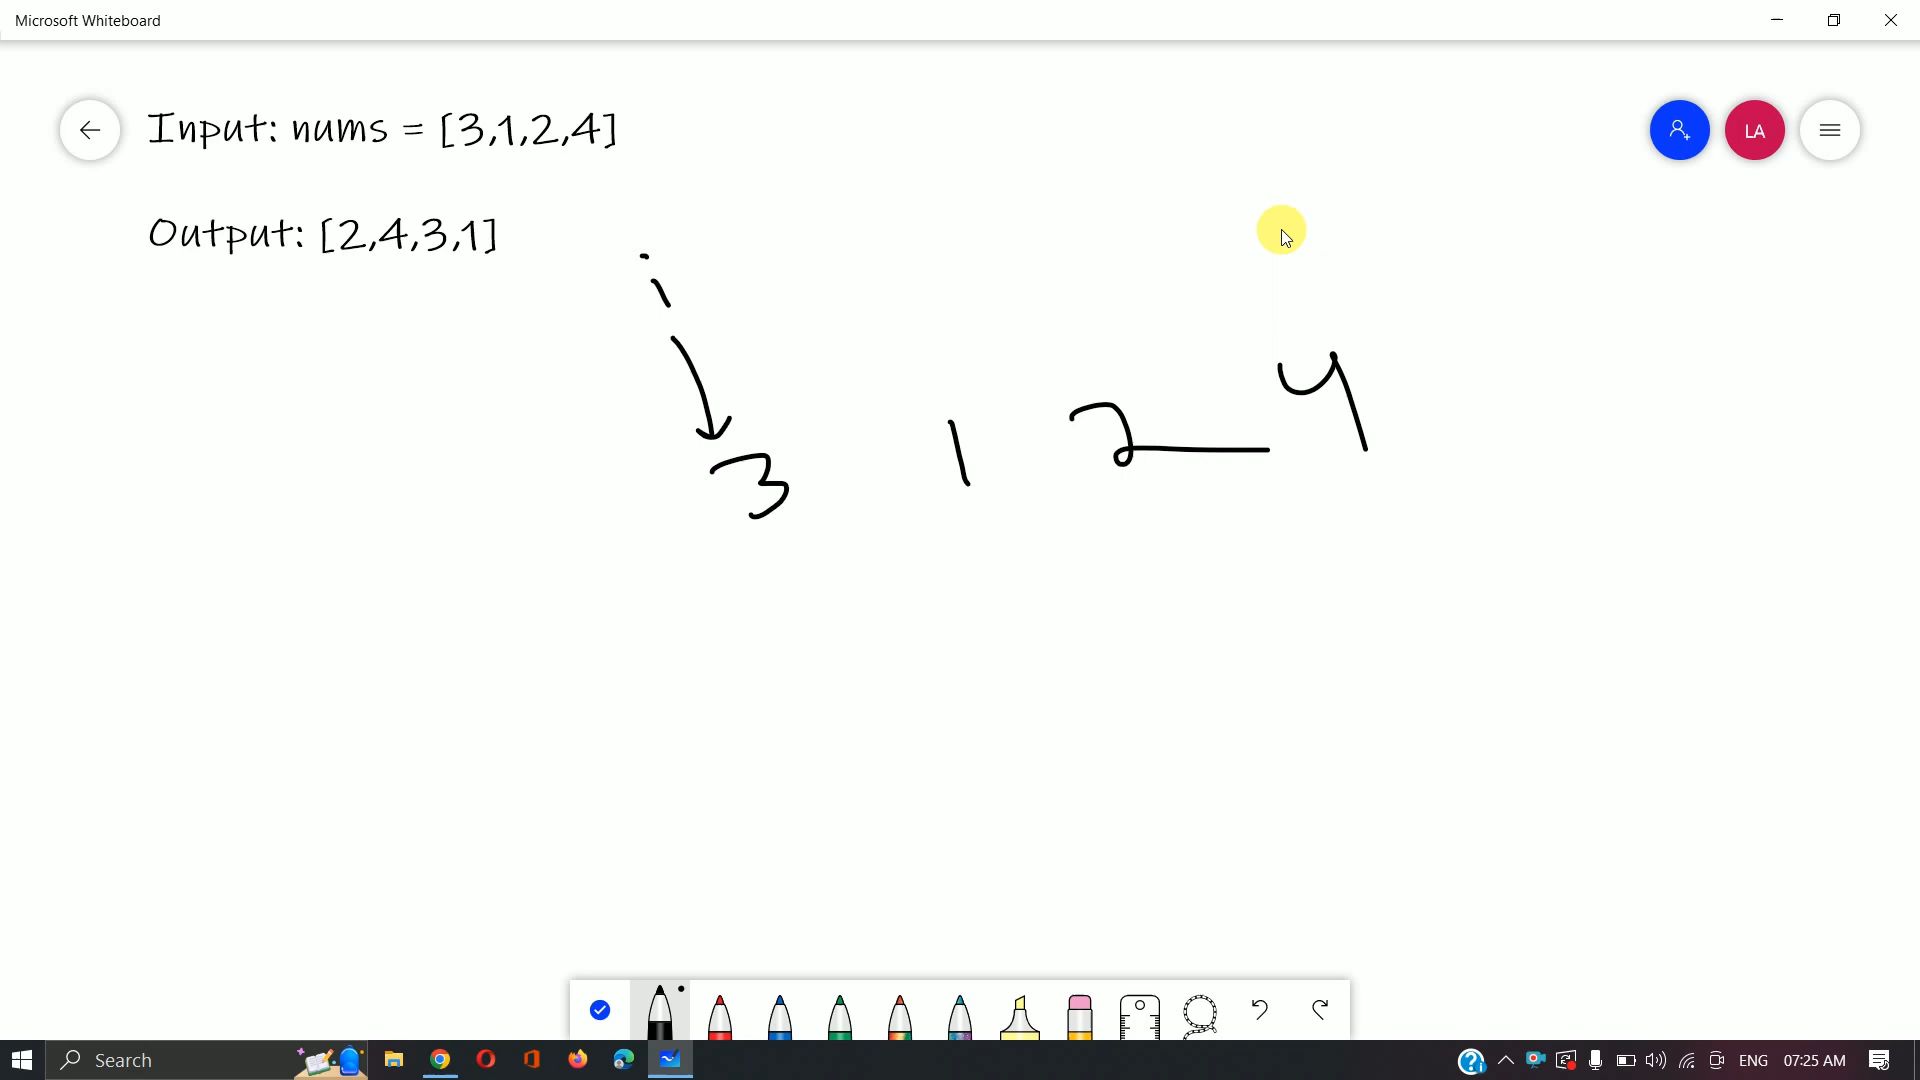 Microsoft Whiteboard
Input: nums = [3,1,2,4]
LA
Output: [2,4,3,1]
i
3 1 2 4
Search
ENG 07:25 AM